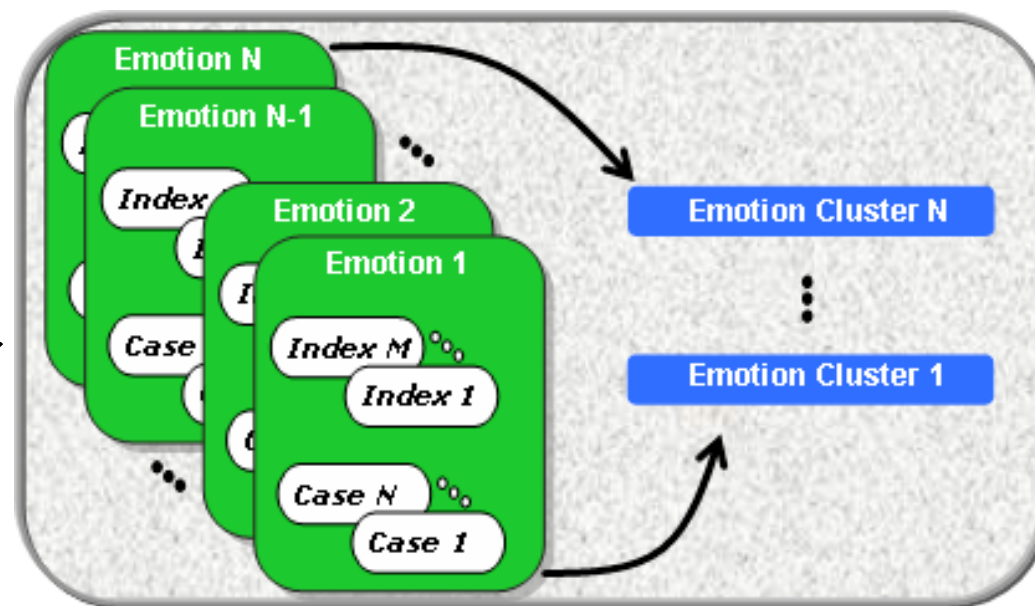 Emotion N
Emotion N-1
Index
Case
Emotion 2
Emotion 1
Index M
Index 1
Case N
Case 1
Emotion Cluster N
Emotion Cluster 1